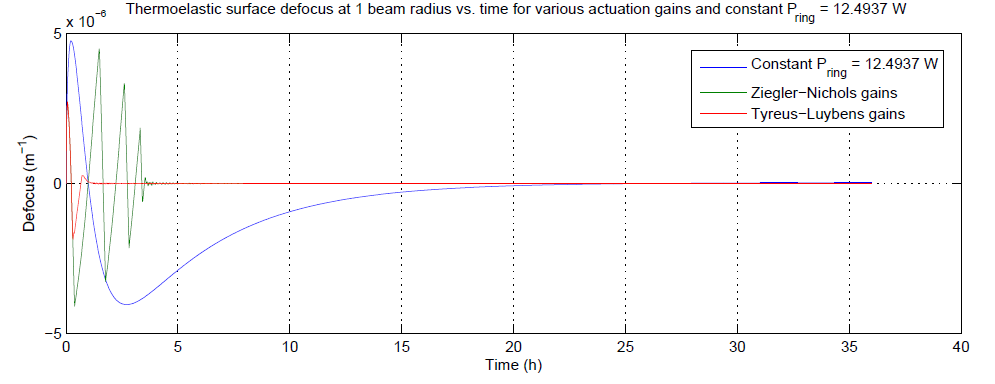 Thermoelastic surface defocus at 1 beam radius vs. time for various actuation gains and constant P_ring = 12.4937 W
x 10^−6
5
Constant P_ring = 12.4937 W
Ziegler−Nichols gains
Tyreus−Luybens gains
Defocus (m^−1)
0
−5
0 5 10 15 20 25 30 35 40
Time (h)